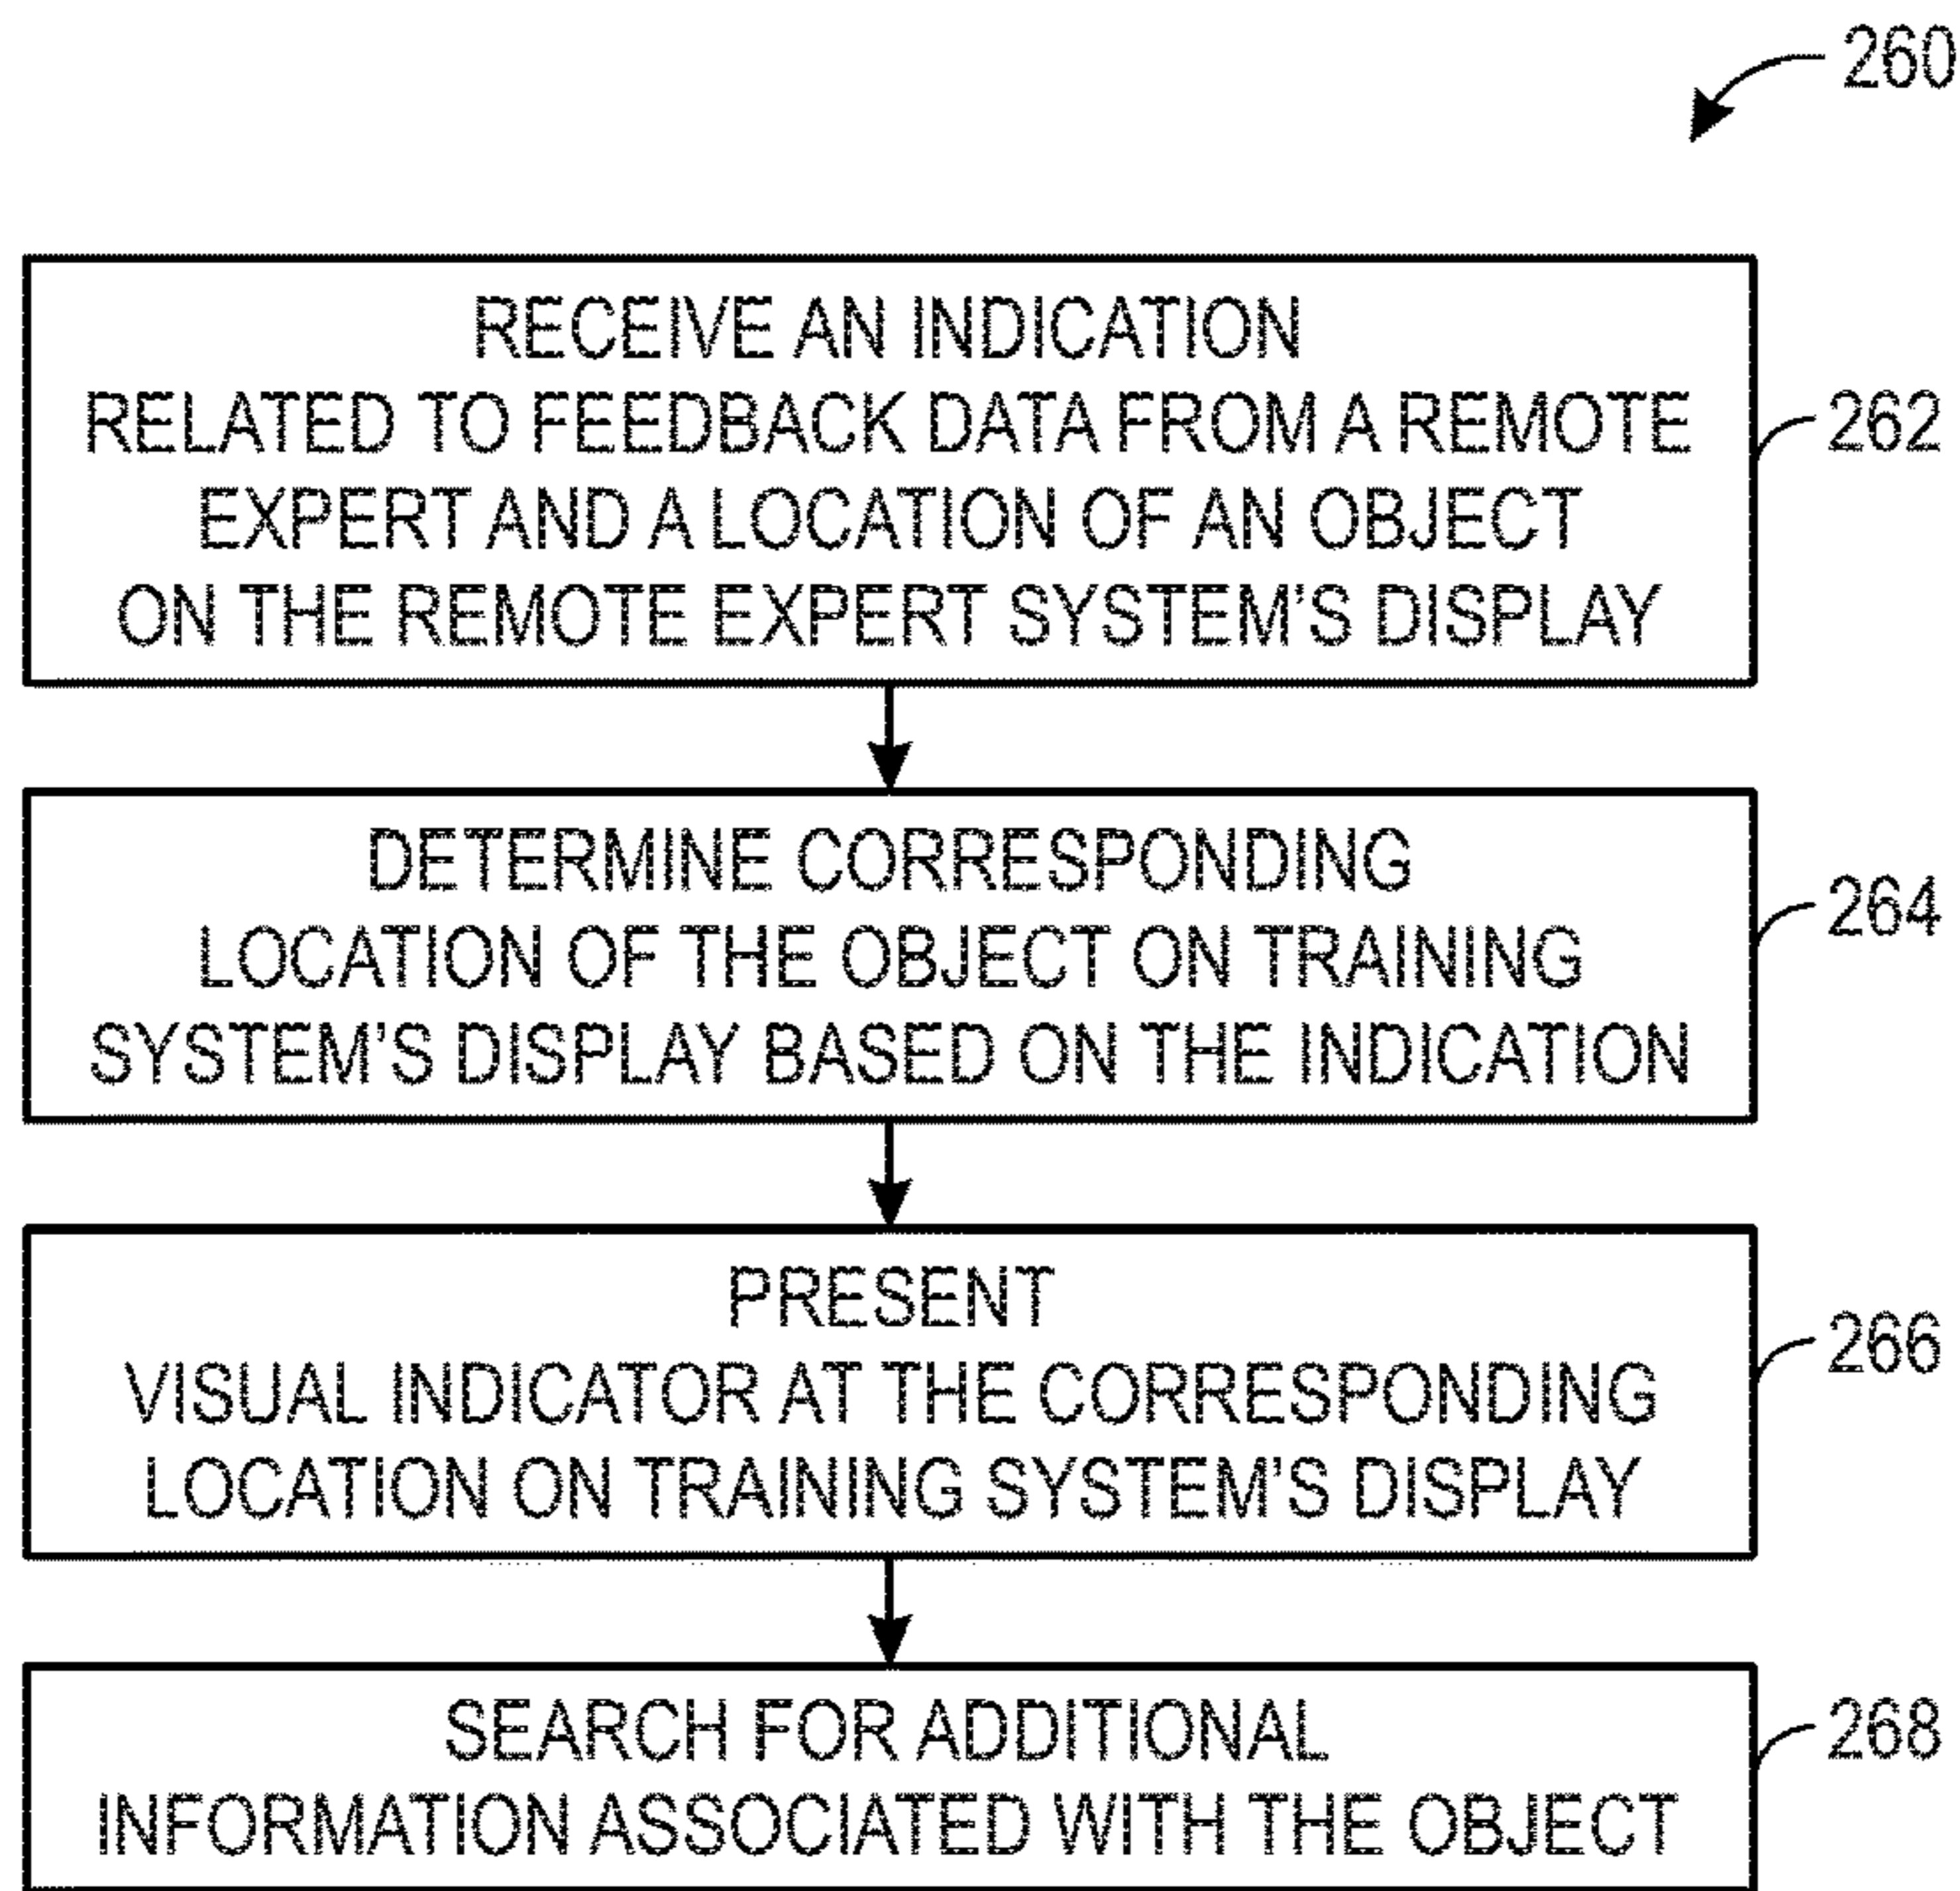 260
RECEIVE AN INDICATION
RELATED TO FEEDBACK DATA FROM A REMOTE
EXPERT AND A LOCATION OF AN OBJECT
ON THE REMOTE EXPERT SYSTEM'S DISPLAY
262
DETERMINE CORRESPONDING
LOCATION OF THE OBJECT ON TRAINING
SYSTEM'S DISPLAY BASED ON THE INDICATION
264
PRESENT
VISUAL INDICATOR AT THE CORRESPONDING
LOCATION ON TRAINING SYSTEM'S DISPLAY
266
SEARCH FOR ADDITIONAL
INFORMATION ASSOCIATED WITH THE OBJECT
268